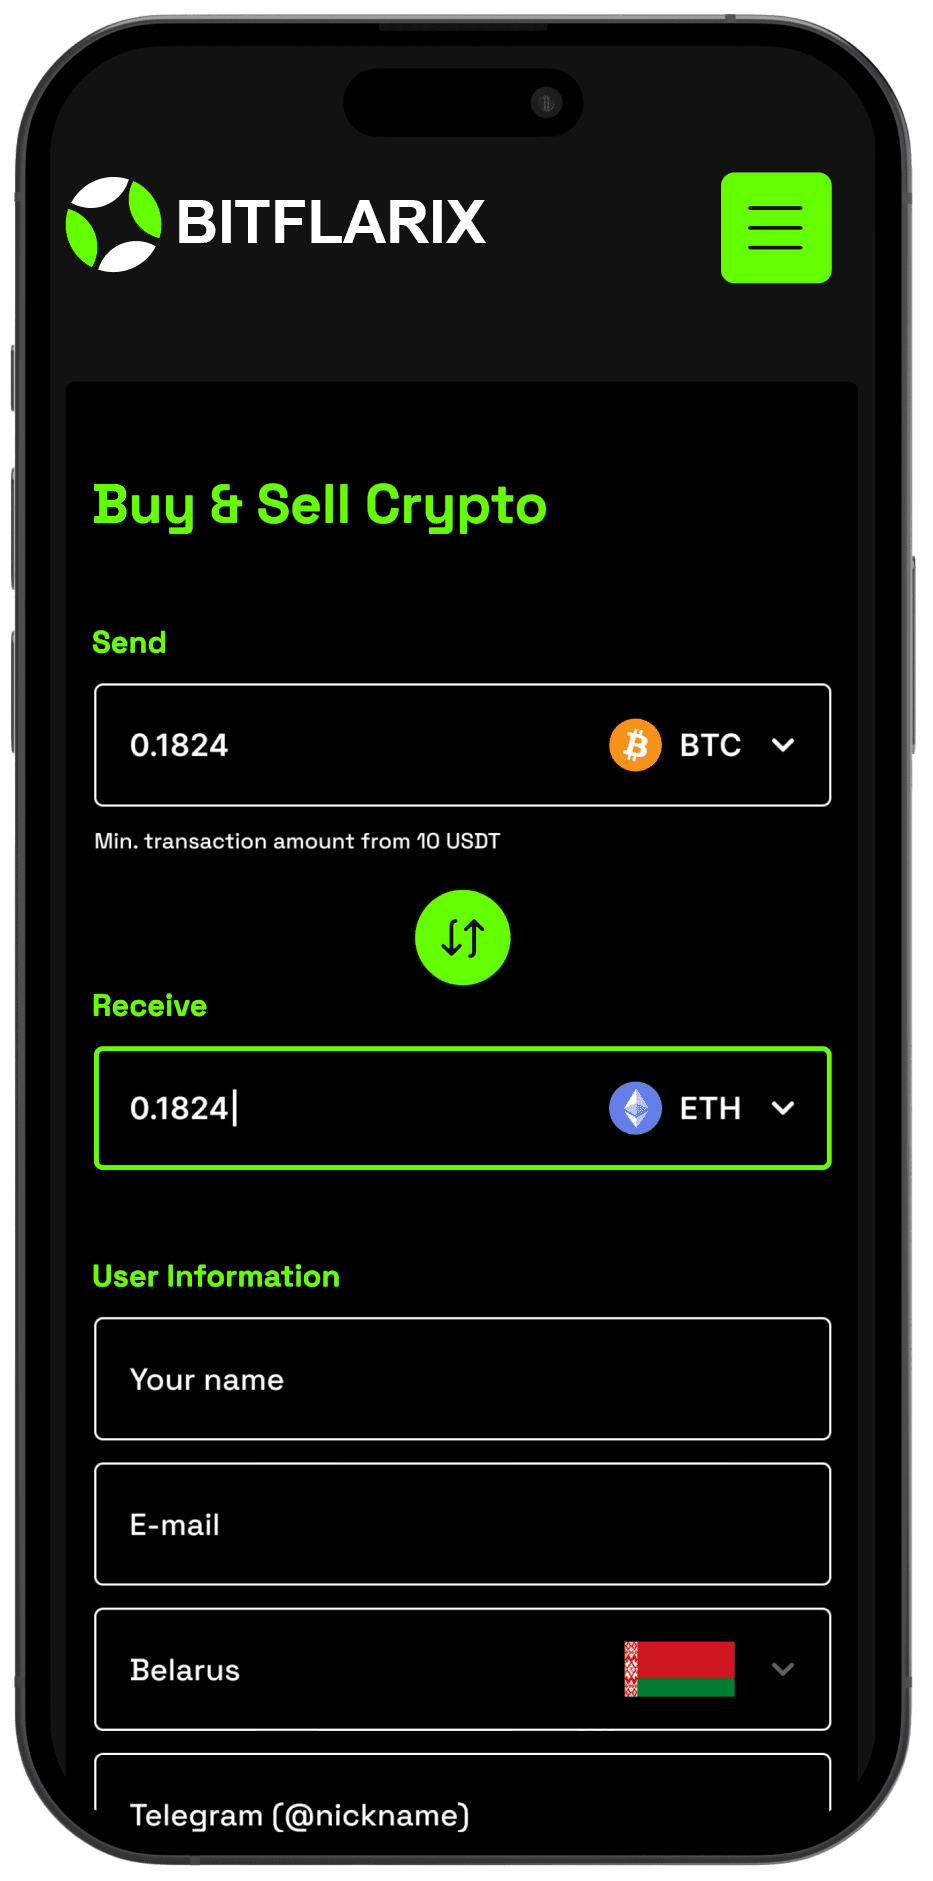 BITFLARIX
Buy & Sell Crypto
Send
0.1824 BTC
Min. transaction amount from 10 USDT
Receive
0.1824 ETH
User Information
Your name
E-mail
Belarus
Telegram (@nickname)